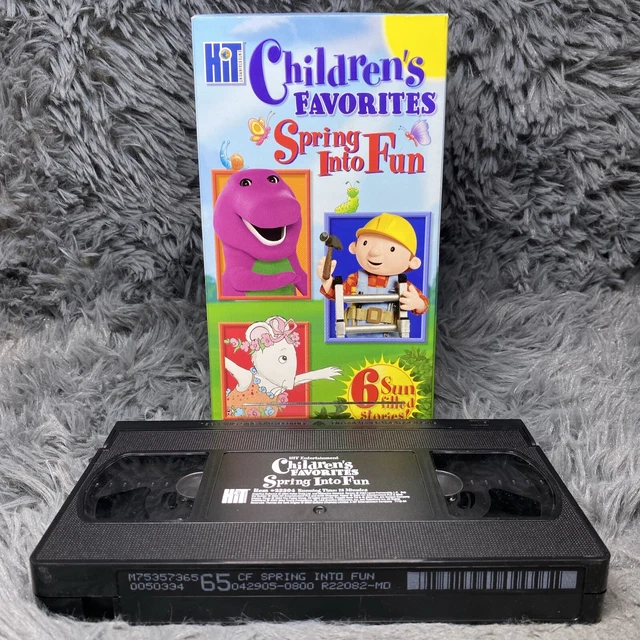 HiT
Children's
FAVORITES
Spring
Into Fun
6 Sun
filled
stories!
HIT Entertainment
Children's
FAVORITES
Spring Into Fun
HiT
M75357365 65 CF SPRING INTO FUN
0050334 042905-0800 R22082-MD